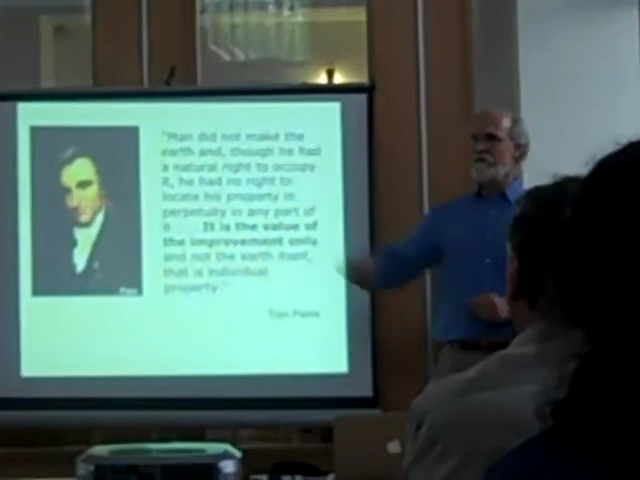 "Man did not make the
earth and, though he had
a natural right to occupy
it, he had no right to
locate his property in
perpetuity in any part of
it ... It is the value of
the improvement only,
and not the earth itself,
that is individual
property."
Tom Paine